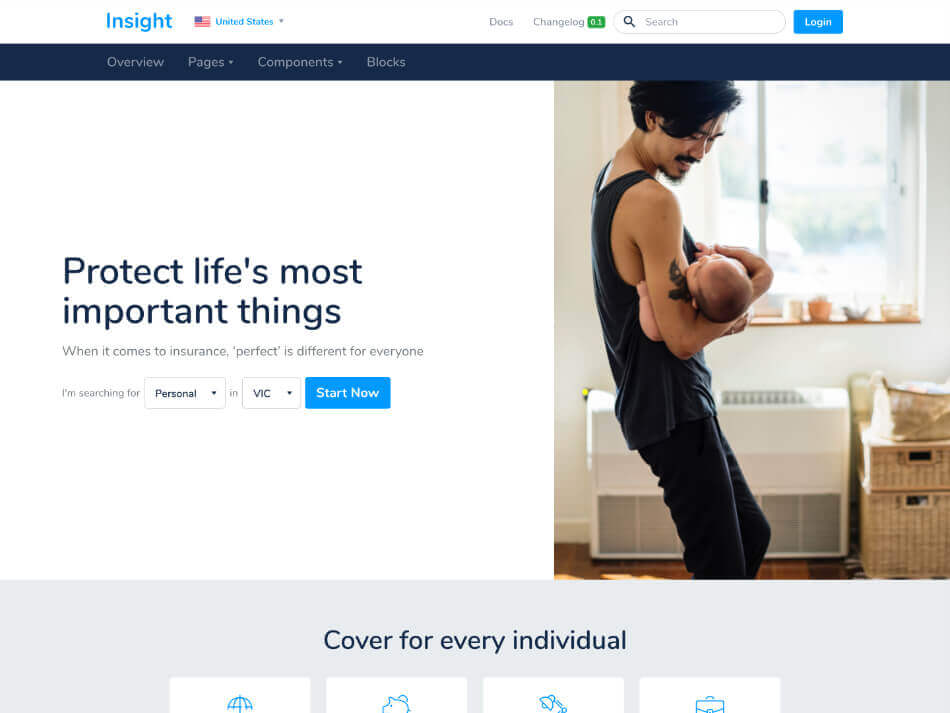 Insight
United States
Docs
Changelog 0.1
Search
Login
Overview
Pages
Components
Blocks
Protect life's most
important things
When it comes to insurance, ‘perfect’ is different for everyone
I'm searching for Personal in VIC Start Now
Cover for every individual